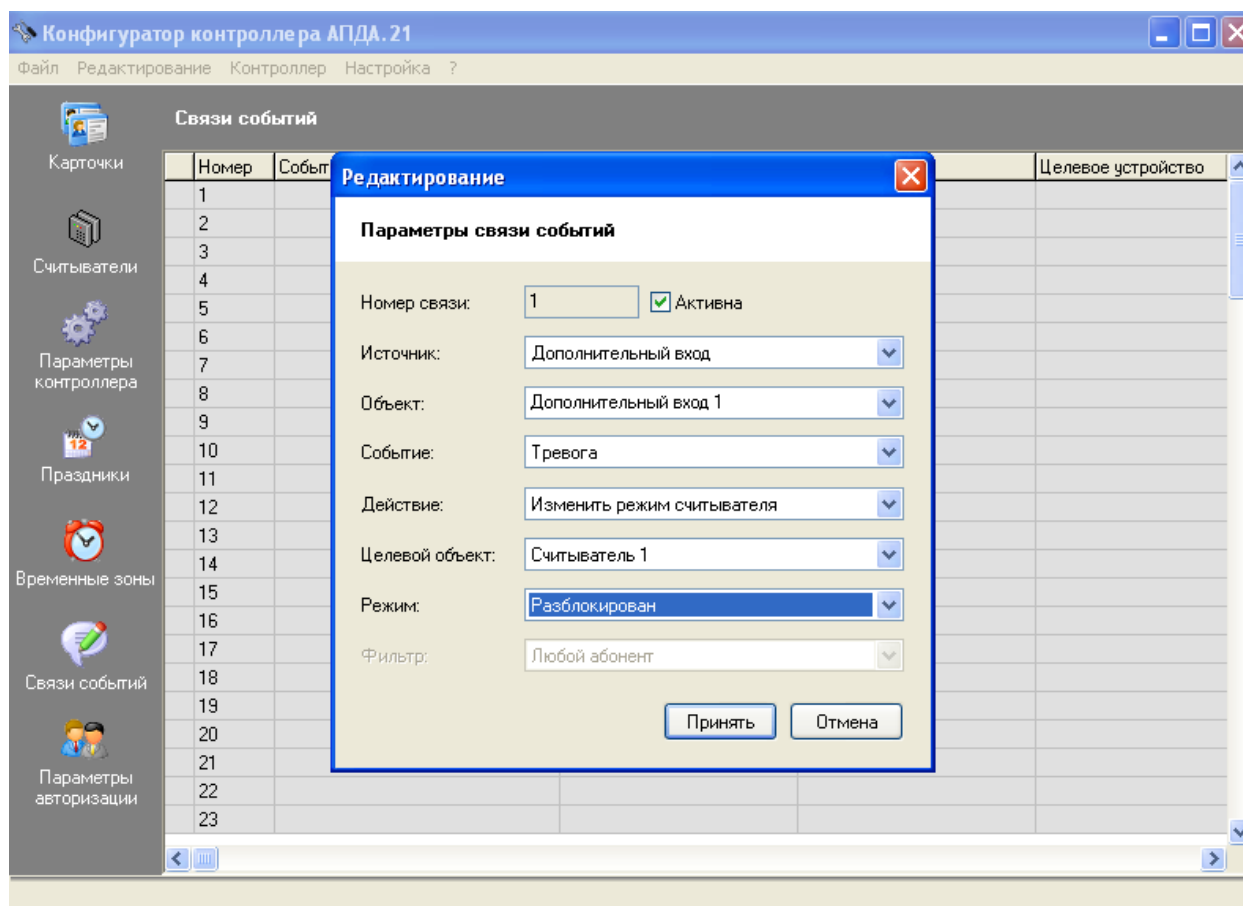 Конфигуратор контроллера АПДА.21
Файл Редактирование Контроллер Настройка ?
Связи событий
Карточки
Считыватели
Параметры
контроллера
Праздники
Временные зоны
Связи событий
Параметры
авторизации
Номер Событ Целевое устройство
1
2
3
4
5
6
7
8
9
10
11
12
13
14
15
16
17
18
19
20
21
22
23
Редактирование
Параметры связи событий
Номер связи: 1 Активна
Источник: Дополнительный вход
Объект: Дополнительный вход 1
Событие: Тревога
Действие: Изменить режим считывателя
Целевой объект: Считыватель 1
Режим: Разблокирован
Фильтр: Любой абонент
Принять Отмена